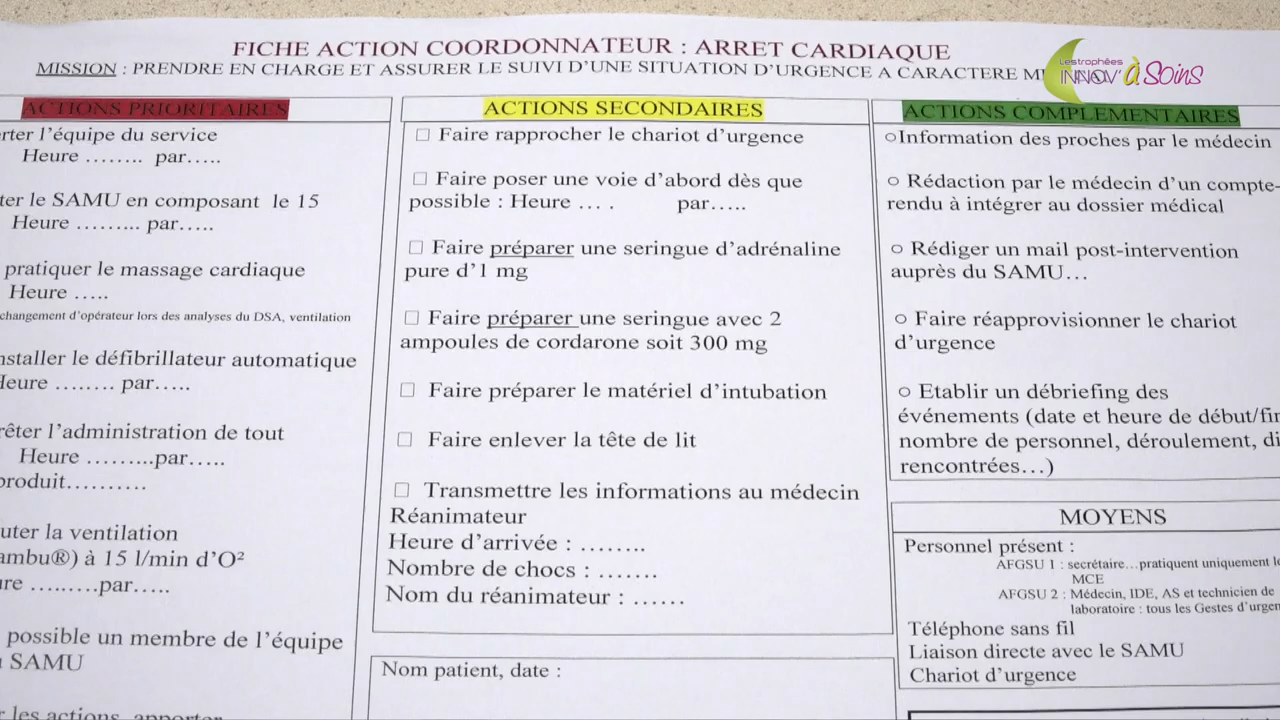 FICHE ACTION COORDONNATEUR : ARRET CARDIAQUE
MISSION : PRENDRE EN CHARGE ET ASSURER LE SUIVI D'UNE SITUATION D'URGENCE A CARACTERE
Les trophées
INNOV' à Soins
ACTIONS PRIORITAIRES
l'équipe du service
Heure …….. par…..
le SAMU en composant le 15
Heure ……... par…..
pratiquer le massage cardiaque
Heure …..
changement d'opérateur lors des analyses du DSA, ventilation
le défibrillateur automatique
Heure …..… par…..
l'administration de tout
Heure ……...par…..
produit……….
la ventilation
à 15 l/min d'O²
…..….par…..
possible un membre de l'équipe
SAMU
les actions, apporter
ACTIONS SECONDAIRES
☐ Faire rapprocher le chariot d'urgence
☐ Faire poser une voie d'abord dès que
possible : Heure … . par…..
☐ Faire préparer une seringue d'adrénaline
pure d'1 mg
☐ Faire préparer une seringue avec 2
ampoules de cordarone soit 300 mg
☐ Faire préparer le matériel d'intubation
☐ Faire enlever la tête de lit
☐ Transmettre les informations au médecin
Réanimateur
Heure d'arrivée : ……..
Nombre de chocs : …….
Nom du réanimateur : ……
Nom patient, date :
ACTIONS COMPLEMENTAIRES
○Information des proches par le médecin
○ Rédaction par le médecin d'un compte-
rendu à intégrer au dossier médical
○ Rédiger un mail post-intervention
auprès du SAMU…
○ Faire réapprovisionner le chariot
d'urgence
○ Etablir un débriefing des
événements (date et heure de début/fin
nombre de personnel, déroulement,
rencontrées…)
MOYENS
Personnel présent :
AFGSU 1 : secrétaire…pratiquent uniquement
MCE
AFGSU 2 : Médecin, IDE, AS et technicien de
laboratoire : tous les Gestes
Téléphone sans fil
Liaison directe avec le SAMU
Chariot d'urgence